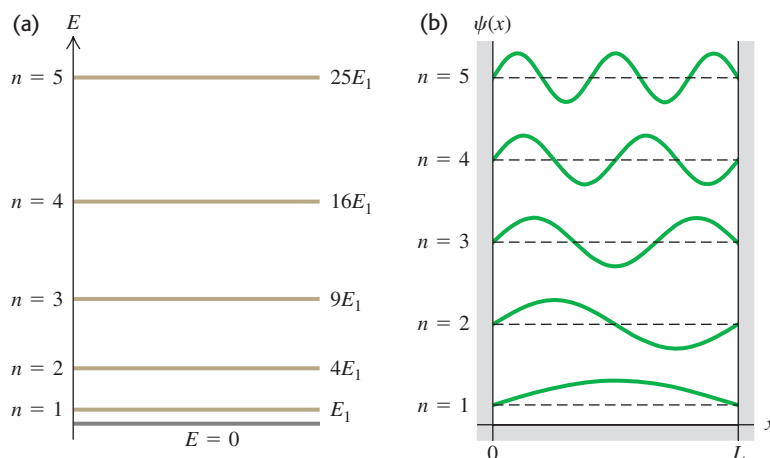 (a) E
n = 5 25E₁
n = 4 16E₁
n = 3 9E₁
n = 2 4E₁
n = 1 E₁
E = 0
(b) ψ(x)
n = 5
n = 4
n = 3
n = 2
n = 1
x
0 L